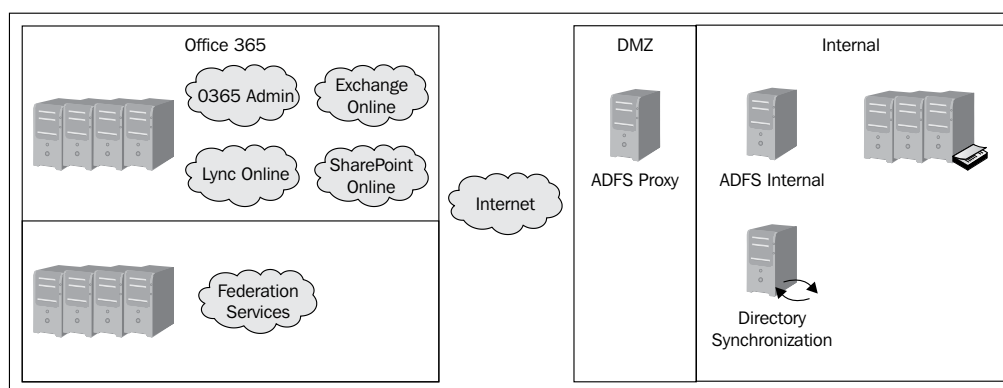 Office 365
O365 Admin
Exchange
Online
Lync Online
SharePoint
Online
Federation
Services
Internet
DMZ
ADFS Proxy
Internal
ADFS Internal
Directory
Synchronization